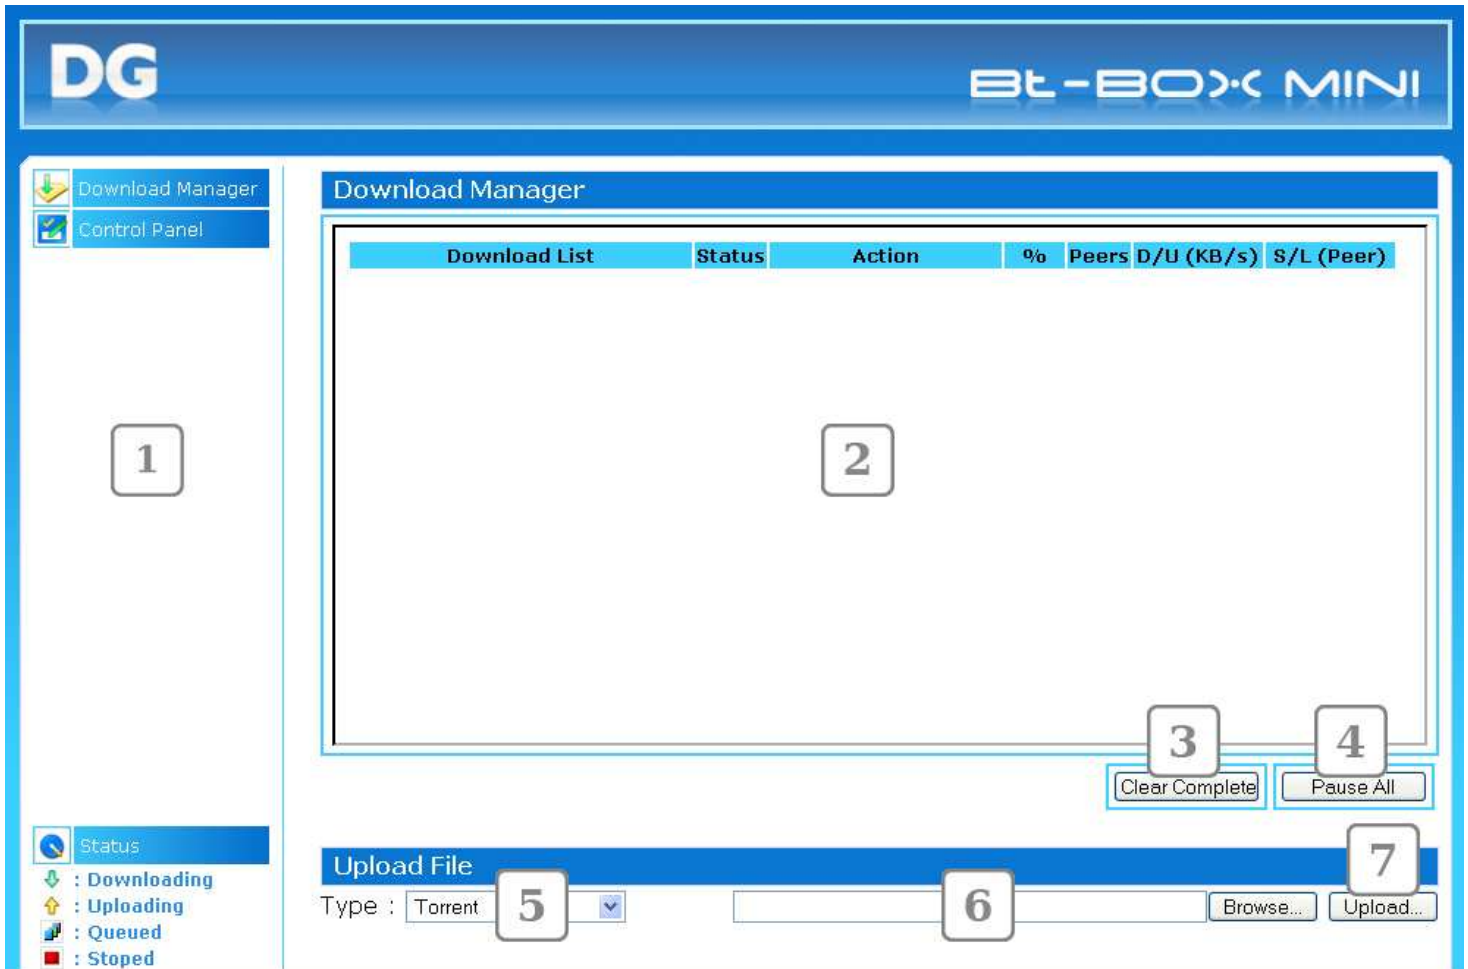 DG
Bt-BOX MINI
Download Manager
Control Panel
1
Download Manager
Download List Status Action % Peers D/U (KB/s) S/L (Peer)
2
3
4
Clear Complete Pause All
Status
: Downloading
: Uploading
: Queued
: Stoped
Upload File
7
Type : Torrent 5 6 Browse... Upload...